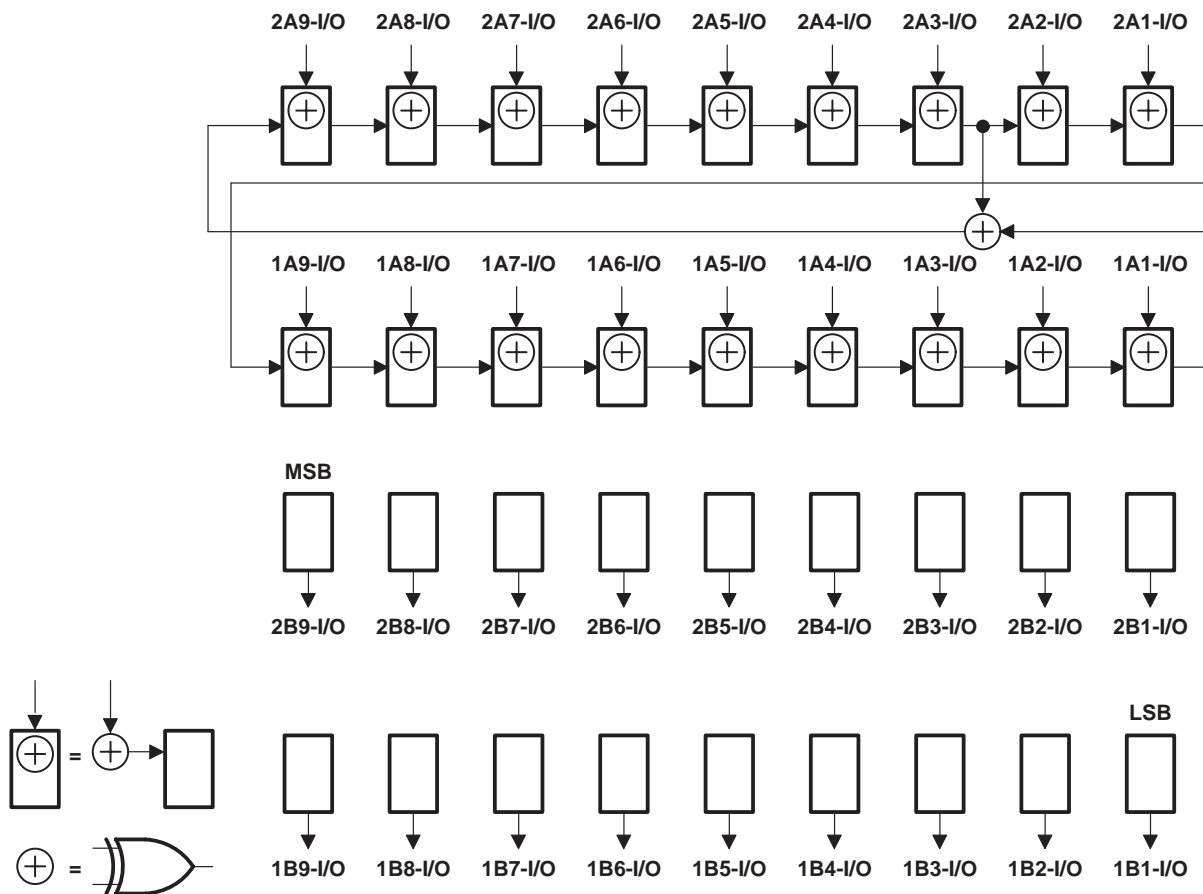 2A9-I/O 2A8-I/O 2A7-I/O 2A6-I/O 2A5-I/O 2A4-I/O 2A3-I/O 2A2-I/O 2A1-I/O
1A9-I/O 1A8-I/O 1A7-I/O 1A6-I/O 1A5-I/O 1A4-I/O 1A3-I/O 1A2-I/O 1A1-I/O
MSB
2B9-I/O 2B8-I/O 2B7-I/O 2B6-I/O 2B5-I/O 2B4-I/O 2B3-I/O 2B2-I/O 2B1-I/O
LSB
=
=
1B9-I/O 1B8-I/O 1B7-I/O 1B6-I/O 1B5-I/O 1B4-I/O 1B3-I/O 1B2-I/O 1B1-I/O